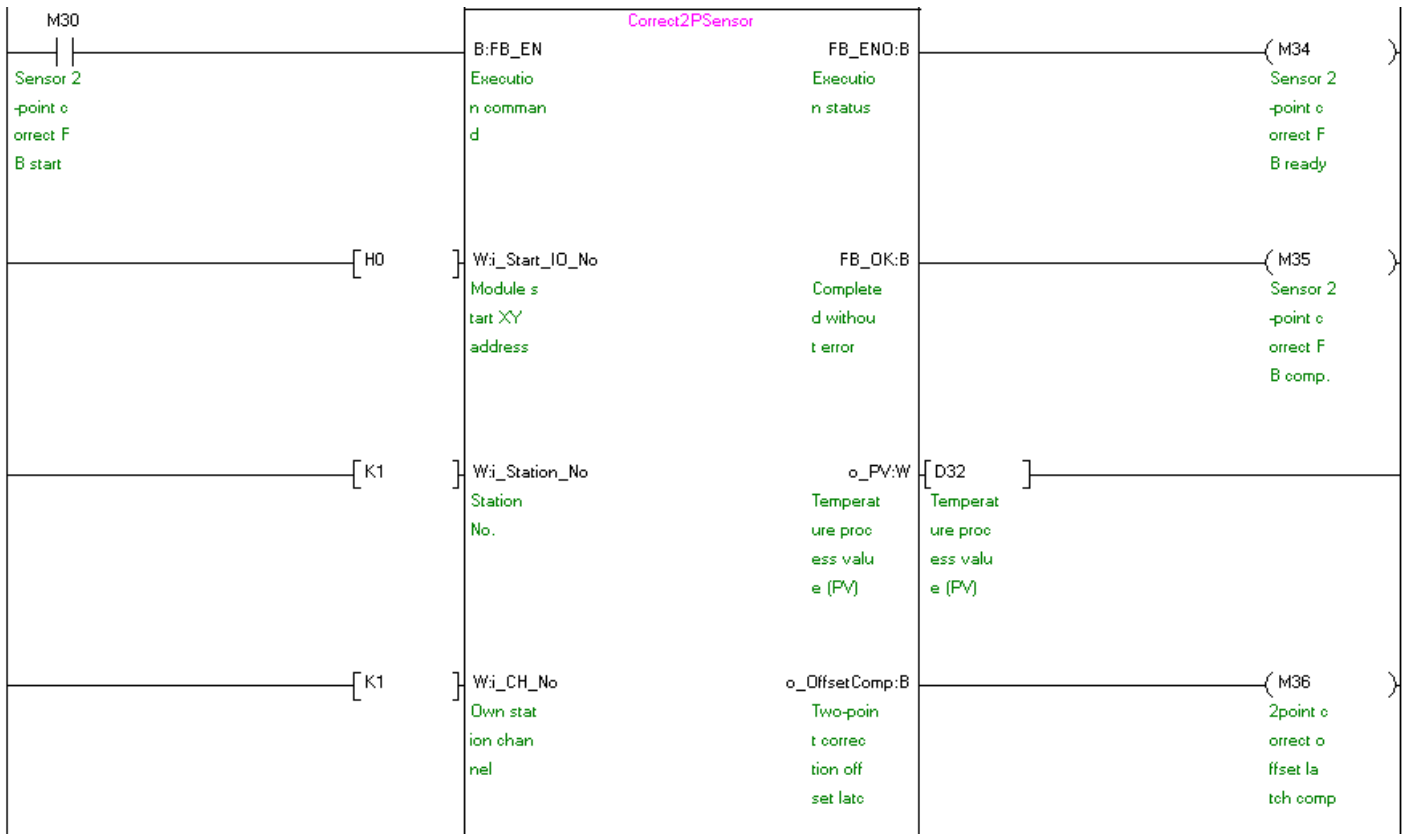 M30
Correct2PSensor
B:FB_EN
FB_ENO:B
M34
Sensor 2
-point c
orrect F
B start
Executio
n comman
d
Executio
n status
Sensor 2
-point c
orrect F
B ready
H0
W:i_Start_IO_No
FB_OK:B
M35
Module s
tart XY
address
Complete
d withou
t error
Sensor 2
-point c
orrect F
B comp.
K1
W:i_Station_No
o_PV:W
D32
Station
No.
Temperat
ure proc
ess valu
e (PV)
Temperat
ure proc
ess valu
e (PV)
K1
W:i_CH_No
o_OffsetComp:B
M36
Own stat
ion chan
nel
Two-poin
t correc
tion off
set latc
2point c
orrect o
ffset la
tch comp